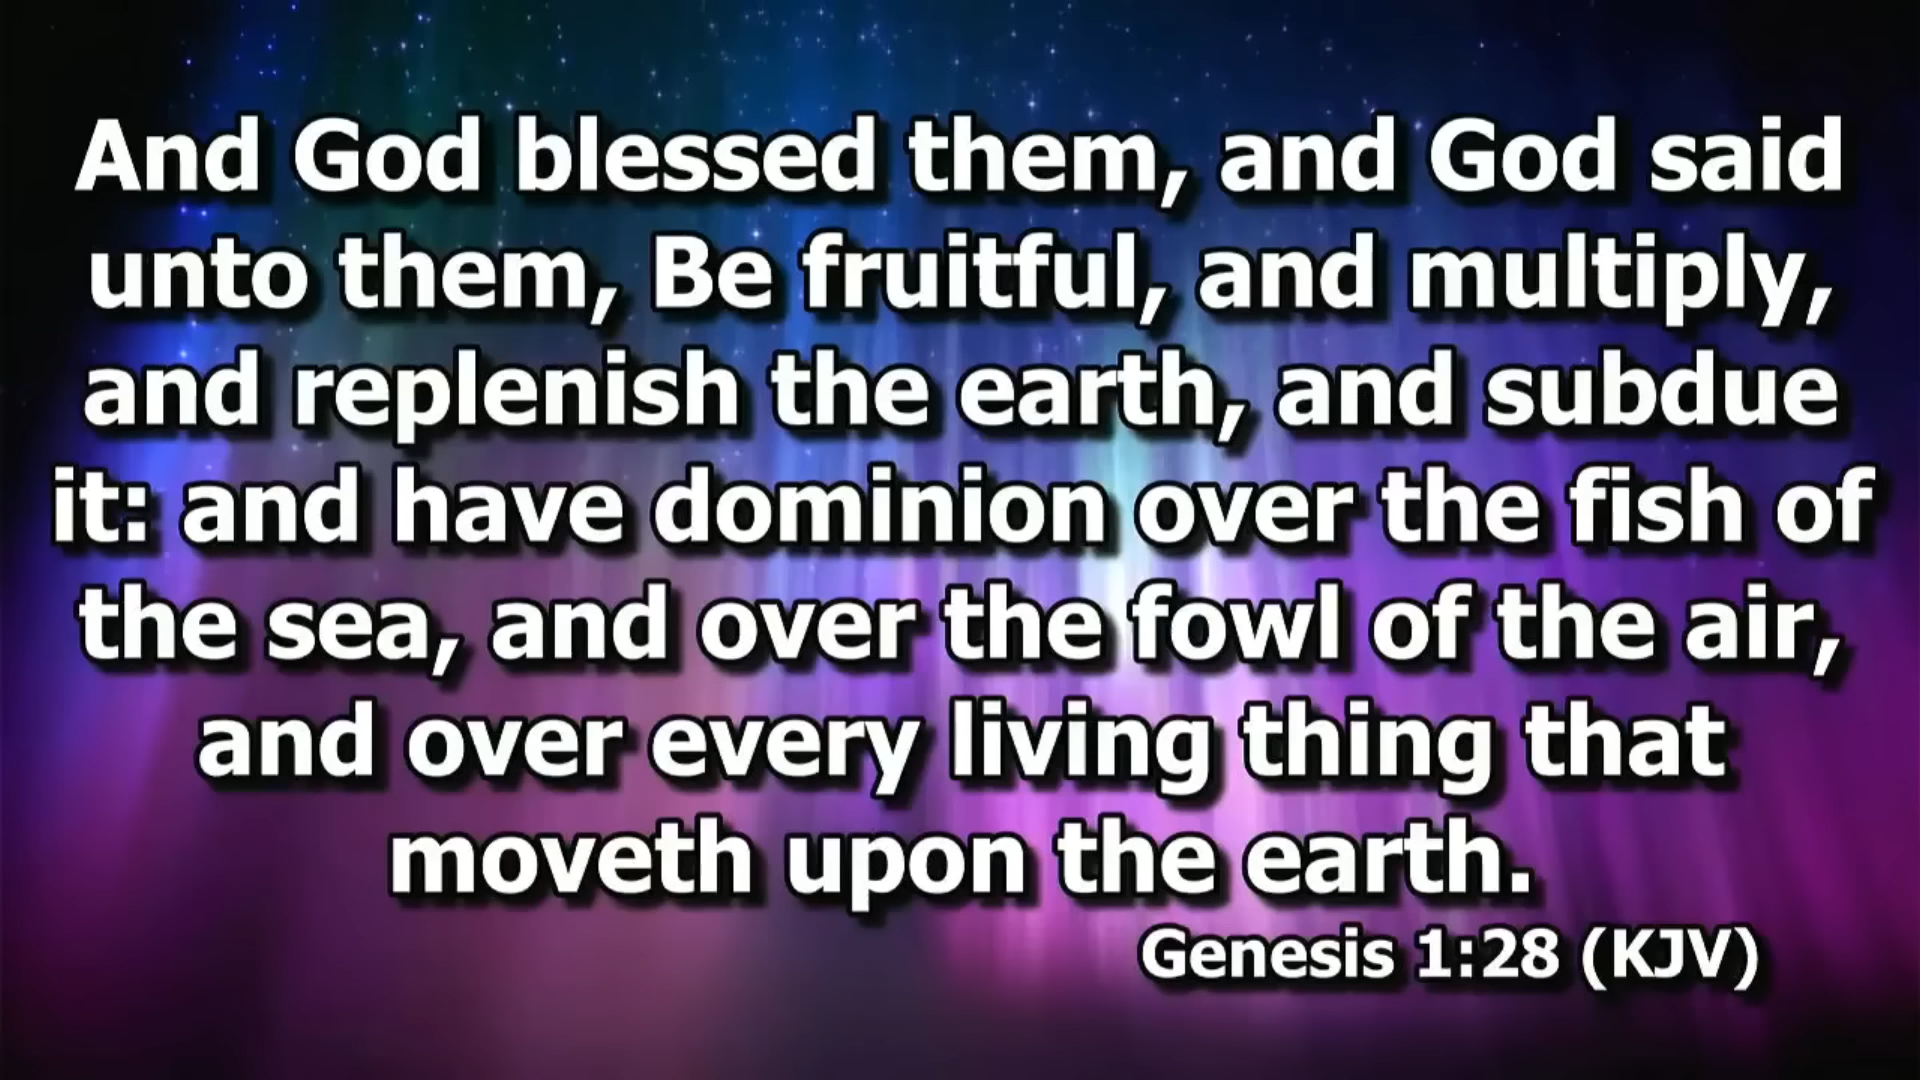 And God blessed them, and God said
unto them, Be fruitful, and multiply,
and replenish the earth, and subdue
it: and have dominion over the fish of
the sea, and over the fowl of the air,
and over every living thing that
moveth upon the earth.
Genesis 1:28 (KJV)